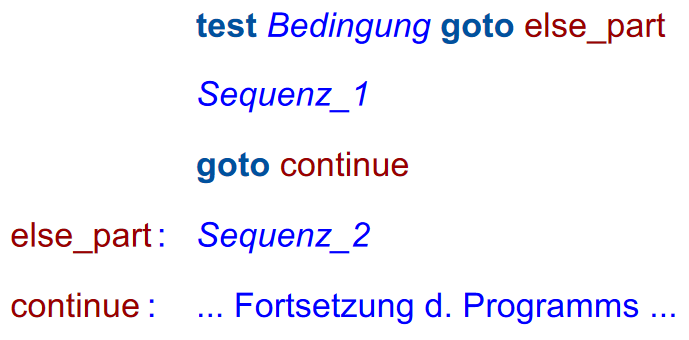 test Bedingung goto else_part
Sequenz_1
goto continue
else_part : Sequenz_2
continue : ... Fortsetzung d. Programms ...